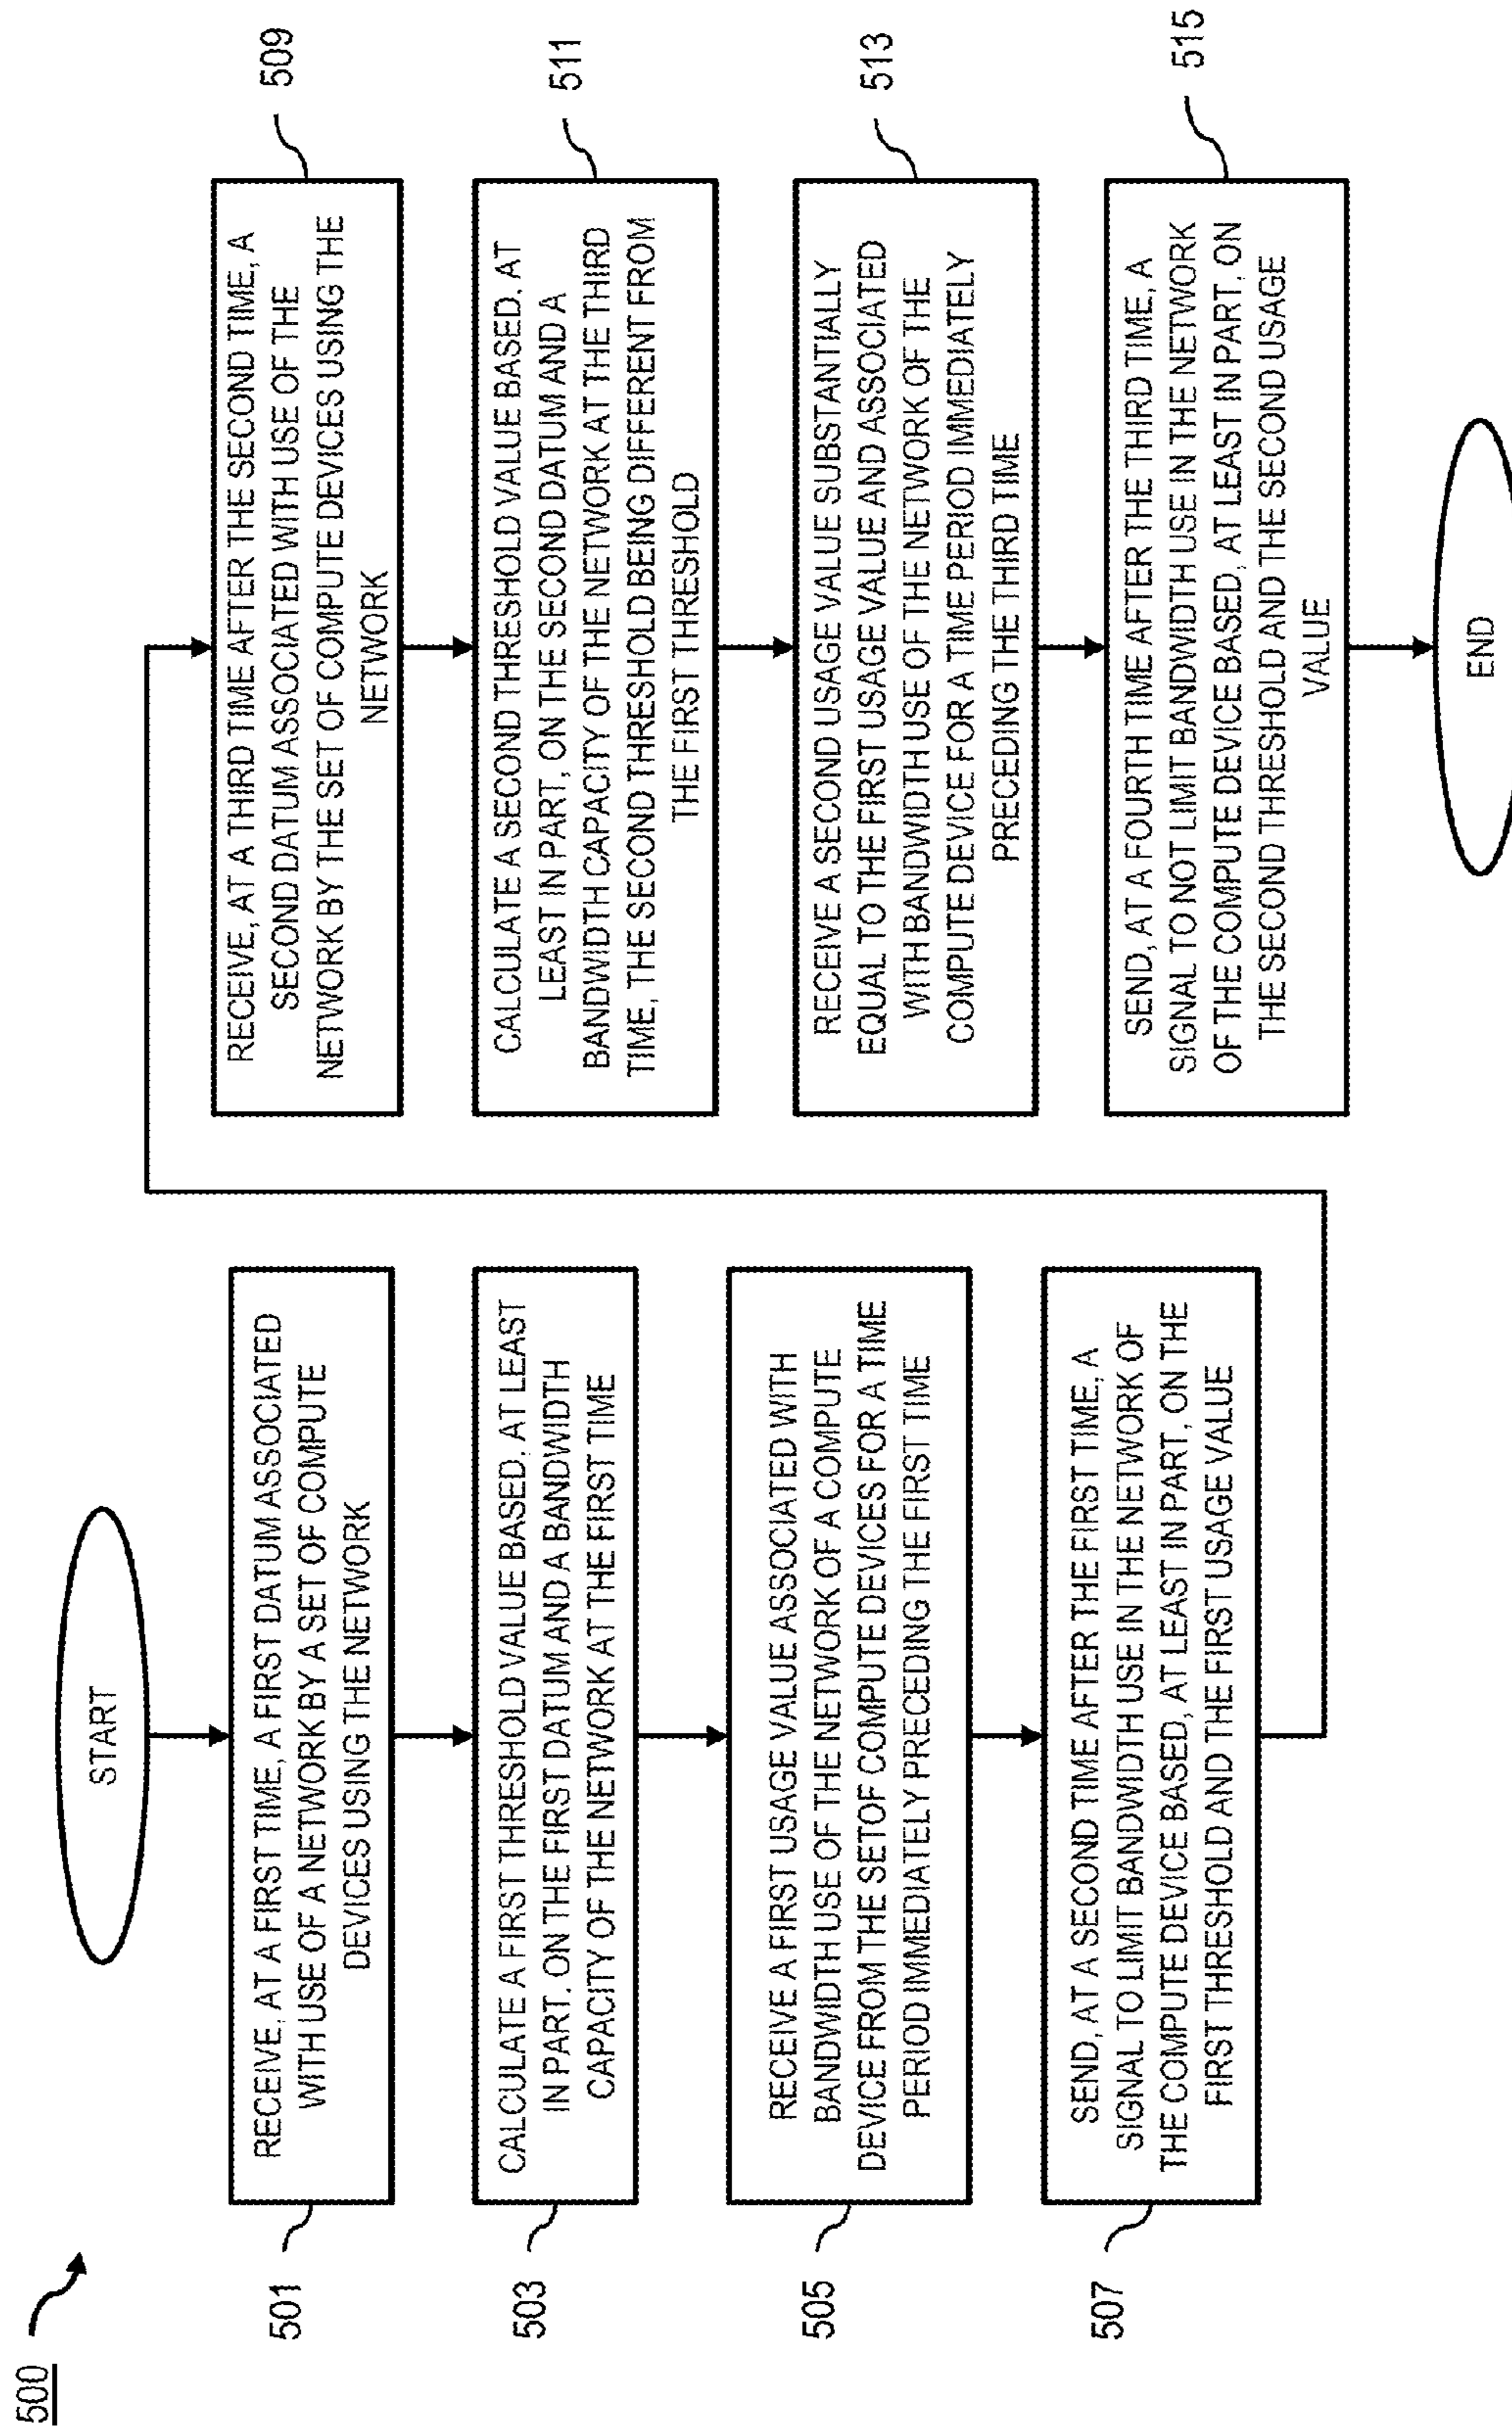 500
START
501
RECEIVE, AT A FIRST TIME, A FIRST DATUM ASSOCIATED
WITH USE OF A NETWORK BY A SET OF COMPUTE
DEVICES USING THE NETWORK
503
CALCULATE A FIRST THRESHOLD VALUE BASED, AT LEAST
IN PART, ON THE FIRST DATUM AND A BANDWIDTH
CAPACITY OF THE NETWORK AT THE FIRST TIME
505
RECEIVE A FIRST USAGE VALUE ASSOCIATED WITH
BANDWIDTH USE OF THE NETWORK OF A COMPUTE
DEVICE FROM THE SETOF COMPUTE DEVICES FOR A TIME
PERIOD IMMEDIATELY PRECEDING THE FIRST TIME
507
SEND, AT A SECOND TIME AFTER THE FIRST TIME, A
SIGNAL TO LIMIT BANDWIDTH USE IN THE NETWORK OF
THE COMPUTE DEVICE BASED, AT LEAST IN PART, ON THE
FIRST THRESHOLD AND THE FIRST USAGE VALUE
509
RECEIVE, AT A THIRD TIME AFTER THE SECOND TIME, A
SECOND DATUM ASSOCIATED WITH USE OF THE
NETWORK BY THE SET OF COMPUTE DEVICES USING THE
NETWORK
511
CALCULATE A SECOND THRESHOLD VALUE BASED, AT
LEAST IN PART, ON THE SECOND DATUM AND A
BANDWIDTH CAPACITY OF THE NETWORK AT THE THIRD
TIME, THE SECOND THRESHOLD BEING DIFFERENT FROM
THE FIRST THRESHOLD
513
RECEIVE A SECOND USAGE VALUE SUBSTANTIALLY
EQUAL TO THE FIRST USAGE VALUE AND ASSOCIATED
WITH BANDWIDTH USE OF THE NETWORK OF THE
COMPUTE DEVICE FOR A TIME PERIOD IMMEDIATELY
PRECEDING THE THIRD TIME
515
SEND, AT A FOURTH TIME AFTER THE THIRD TIME, A
SIGNAL TO NOT LIMIT BANDWIDTH USE IN THE NETWORK
OF THE COMPUTE DEVICE BASED, AT LEAST IN PART, ON
THE SECOND THRESHOLD AND THE SECOND USAGE
VALUE
END